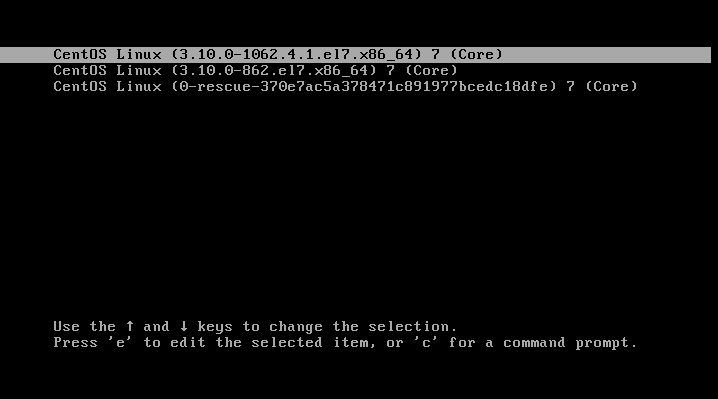 CentOS Linux (3.10.0-1062.4.1.el7.x86_64) 7 (Core)
CentOS Linux (3.10.0-862.el7.x86_64) 7 (Core)
CentOS Linux (0-rescue-370e7ac5a378471c891977bcedc18dfe) 7 (Core)
Use the ↑ and ↓ keys to change the selection.
Press 'e' to edit the selected item, or 'c' for a command prompt.